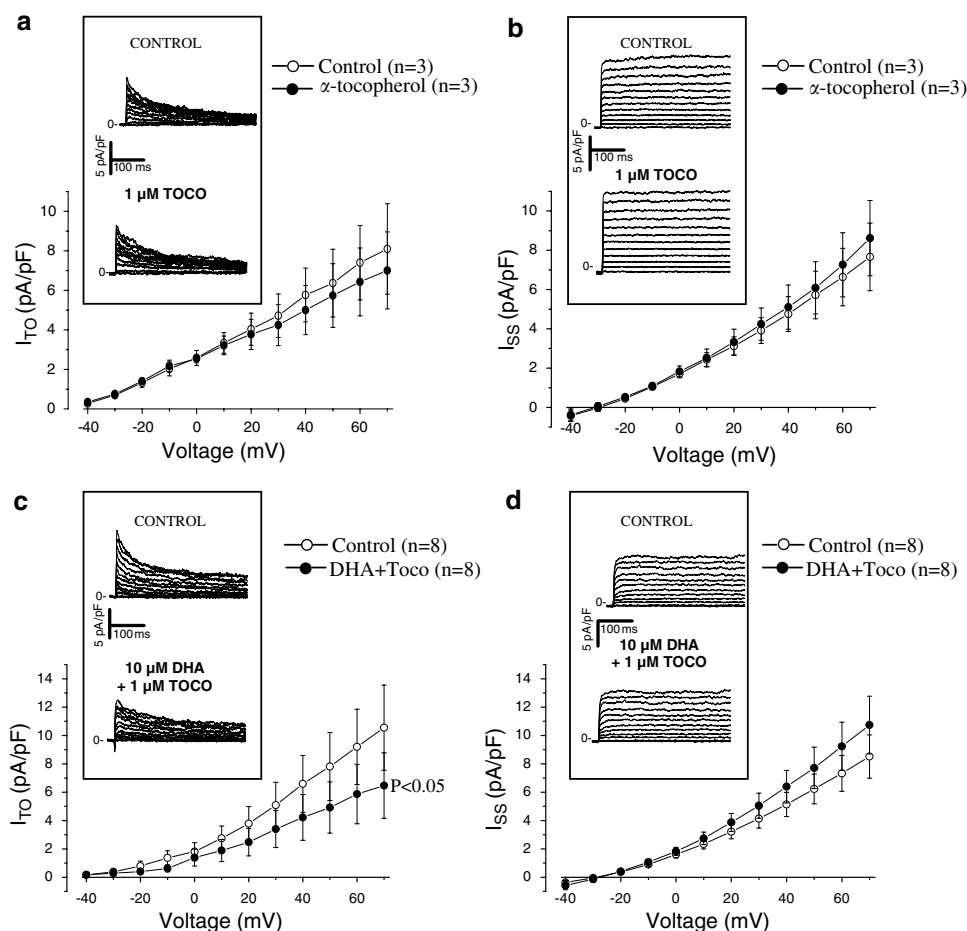 a
CONTROL
Control (n=3)
α-tocopherol (n=3)
0-
5 pA/pF
100 ms
1 µM TOCO
0-
I_TO (pA/pF)
10
8
6
4
2
0
-40 -20 0 20 40 60
Voltage (mV)
b
CONTROL
Control (n=3)
α-tocopherol (n=3)
0-
5 pA/pF
100 ms
1 µM TOCO
0-
I_SS (pA/pF)
10
8
6
4
2
0
-40 -20 0 20 40 60
Voltage (mV)
c
CONTROL
Control (n=8)
DHA+Toco (n=8)
0-
5 pA/pF
100 ms
10 µM DHA
+ 1 µM TOCO
0-
I_TO (pA/pF)
14
12
10
8
6
4
2
0
P<0.05
-40 -20 0 20 40 60
Voltage (mV)
d
CONTROL
Control (n=8)
DHA+Toco (n=8)
0-
5 pA/pF
100 ms
10 µM DHA
+ 1 µM TOCO
0-
I_SS (pA/pF)
14
12
10
8
6
4
2
0
-40 -20 0 20 40 60
Voltage (mV)